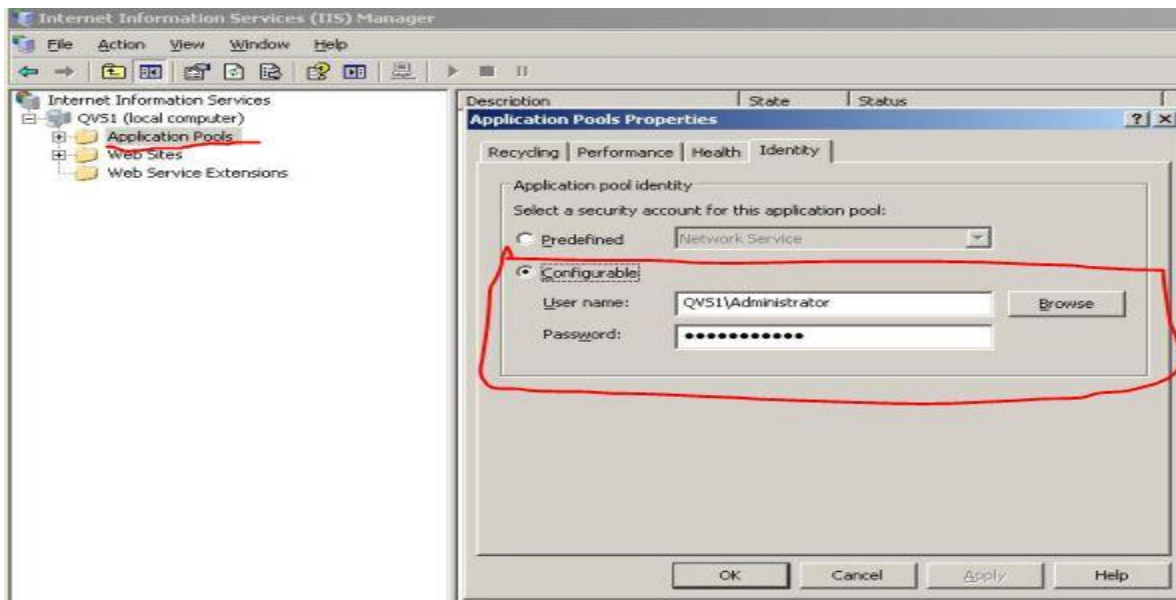 Internet Information Services (IIS) Manager
File Action View Window Help
Internet Information Services
QVS1 (local computer)
Application Pools
Web Sites
Web Service Extensions
Description State Status
Application Pools Properties
Recycling Performance Health Identity
Application pool identity
Select a security account for this application pool:
Predefined Network Service
Configurable
User name: QVS1\Administrator Browse
Password: ●●●●●●●●●●●
OK Cancel Apply Help